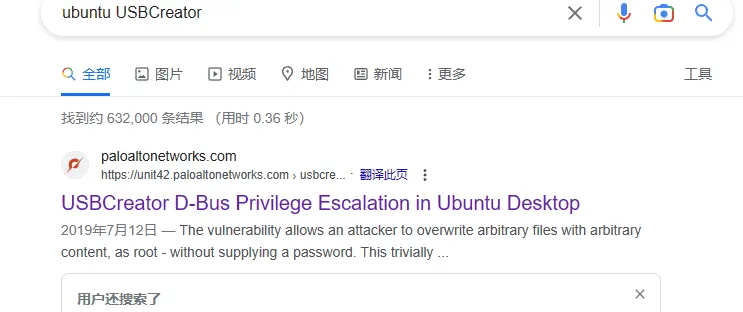 ubuntu USBCreator
全部 图片 视频 地图 新闻 更多 工具
找到约 632,000 条结果 （用时 0.36 秒）
paloaltonetworks.com
https://unit42.paloaltonetworks.com › usbcre... · 翻译此页
USBCreator D-Bus Privilege Escalation in Ubuntu Desktop
2019年7月12日 — The vulnerability allows an attacker to overwrite arbitrary files with arbitrary
content, as root - without supplying a password. This trivially ...
用户还搜索了